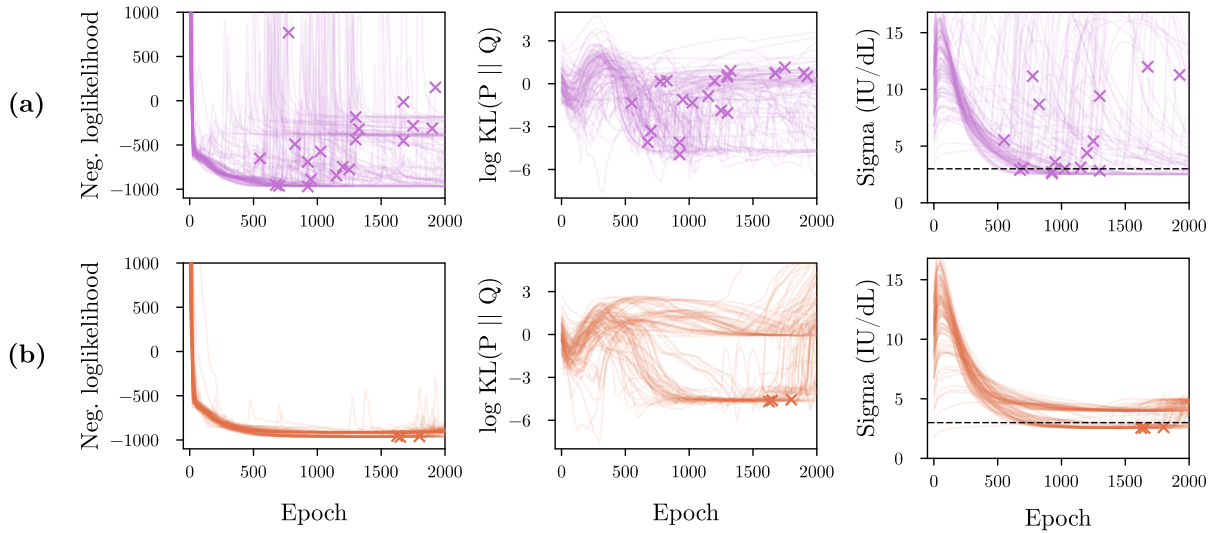 (a)
Neg. loglikelihood
1000
500
0
−500
−1000
0 500 1000 1500 2000
log KL(P || Q)
3
0
−3
−6
0 500 1000 1500 2000
Sigma (IU/dL)
15
10
5
0
0 500 1000 1500 2000
(b)
Neg. loglikelihood
1000
500
0
−500
−1000
0 500 1000 1500 2000
Epoch
log KL(P || Q)
3
0
−3
−6
0 500 1000 1500 2000
Epoch
Sigma (IU/dL)
15
10
5
0
0 500 1000 1500 2000
Epoch